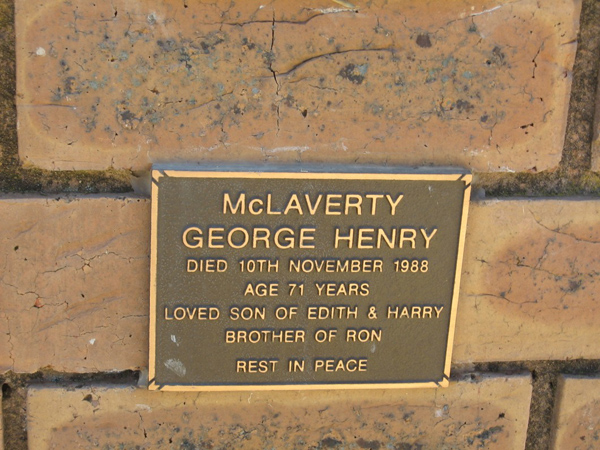 McLAVERTY
GEORGE HENRY
DIED 10TH NOVEMBER 1988
AGE 71 YEARS
LOVED SON OF EDITH & HARRY
BROTHER OF RON
REST IN PEACE